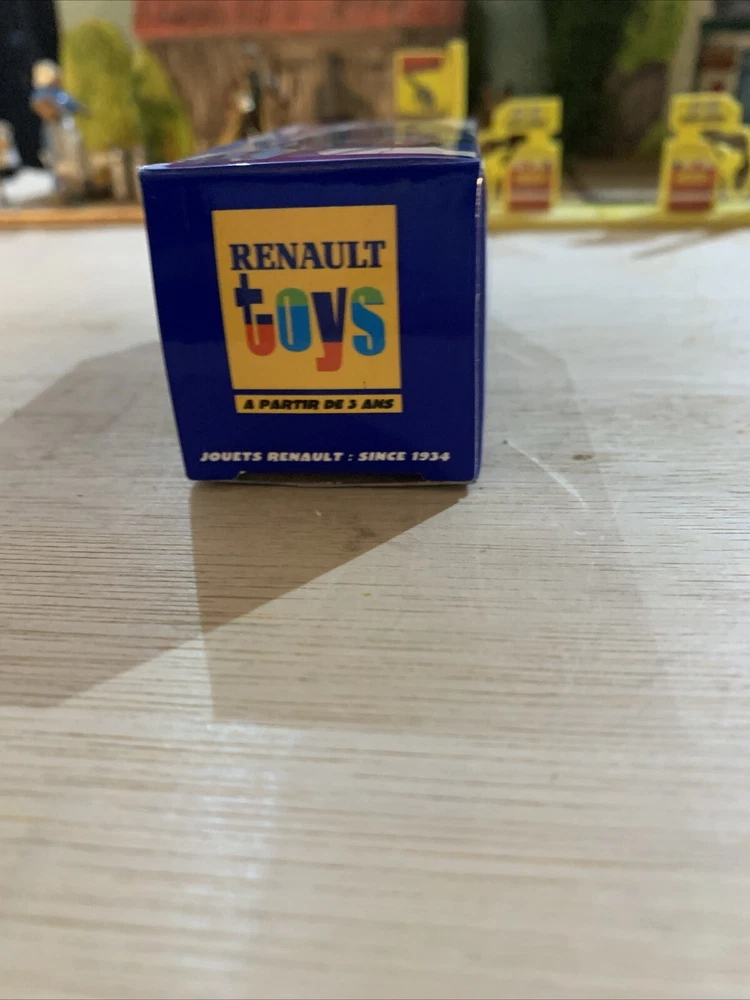 RENAULT
toys
A PARTIR DE 3 ANS
JOUETS RENAULT : SINCE 1934